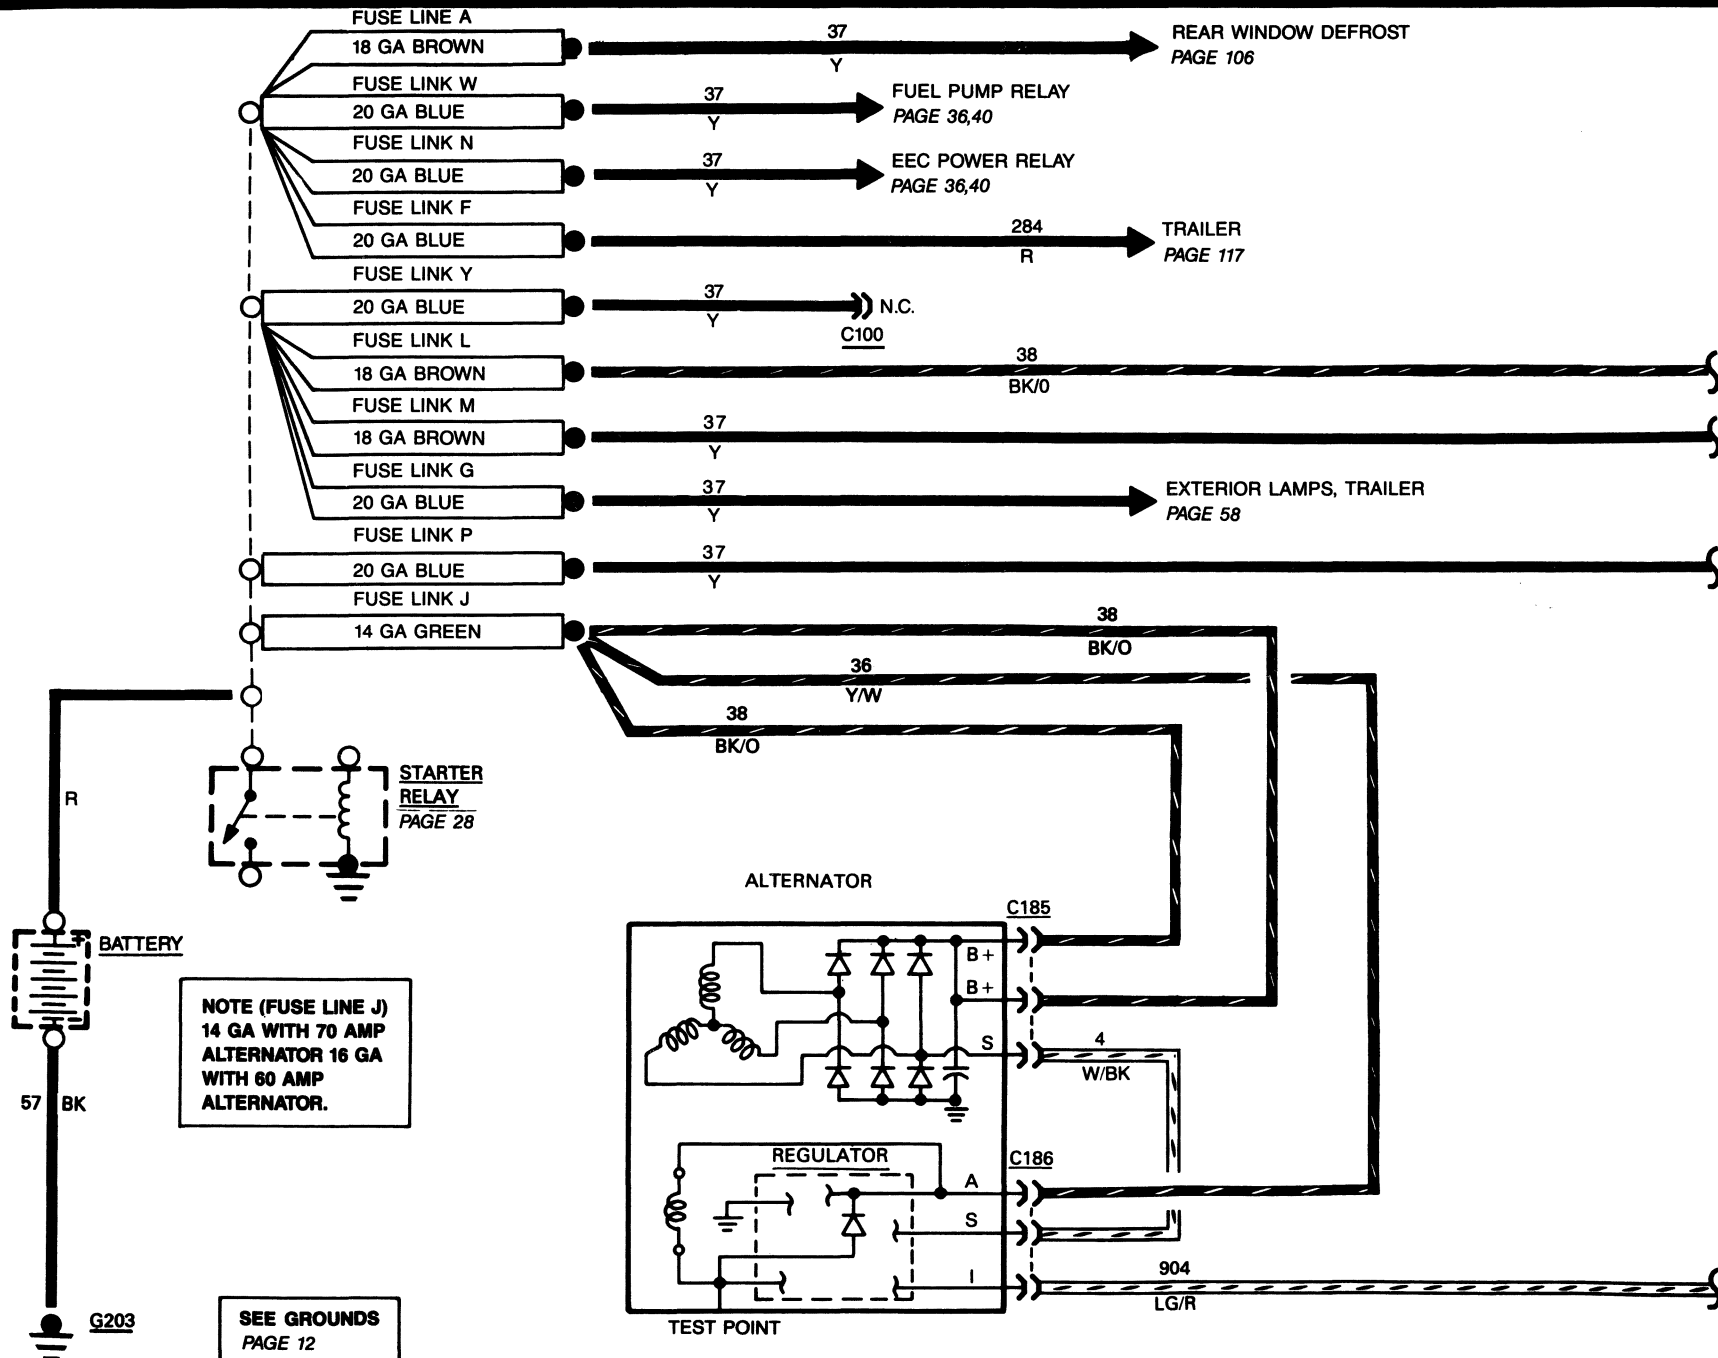 FUSE LINE A
18 GA BROWN
37
Y
REAR WINDOW DEFROST
PAGE 106
FUSE LINK W
20 GA BLUE
37
Y
FUEL PUMP RELAY
PAGE 36,40
FUSE LINK N
20 GA BLUE
37
Y
EEC POWER RELAY
PAGE 36,40
FUSE LINK F
20 GA BLUE
284
R
TRAILER
PAGE 117
FUSE LINK Y
20 GA BLUE
37
Y
N.C.
C100
FUSE LINK L
18 GA BROWN
38
BK/0
FUSE LINK M
18 GA BROWN
37
Y
FUSE LINK G
20 GA BLUE
37
Y
EXTERIOR LAMPS, TRAILER
PAGE 58
FUSE LINK P
20 GA BLUE
37
Y
FUSE LINK J
14 GA GREEN
38
BK/O
36
Y/W
38
BK/O
R
STARTER
RELAY
PAGE 28
+
BATTERY
-
57 BK
G203
NOTE (FUSE LINE J)
14 GA WITH 70 AMP
ALTERNATOR 16 GA
WITH 60 AMP
ALTERNATOR.
SEE GROUNDS
PAGE 12
ALTERNATOR
C185
B+
B+
S
4
W/BK
REGULATOR
C186
A
S
I
904
LG/R
TEST POINT